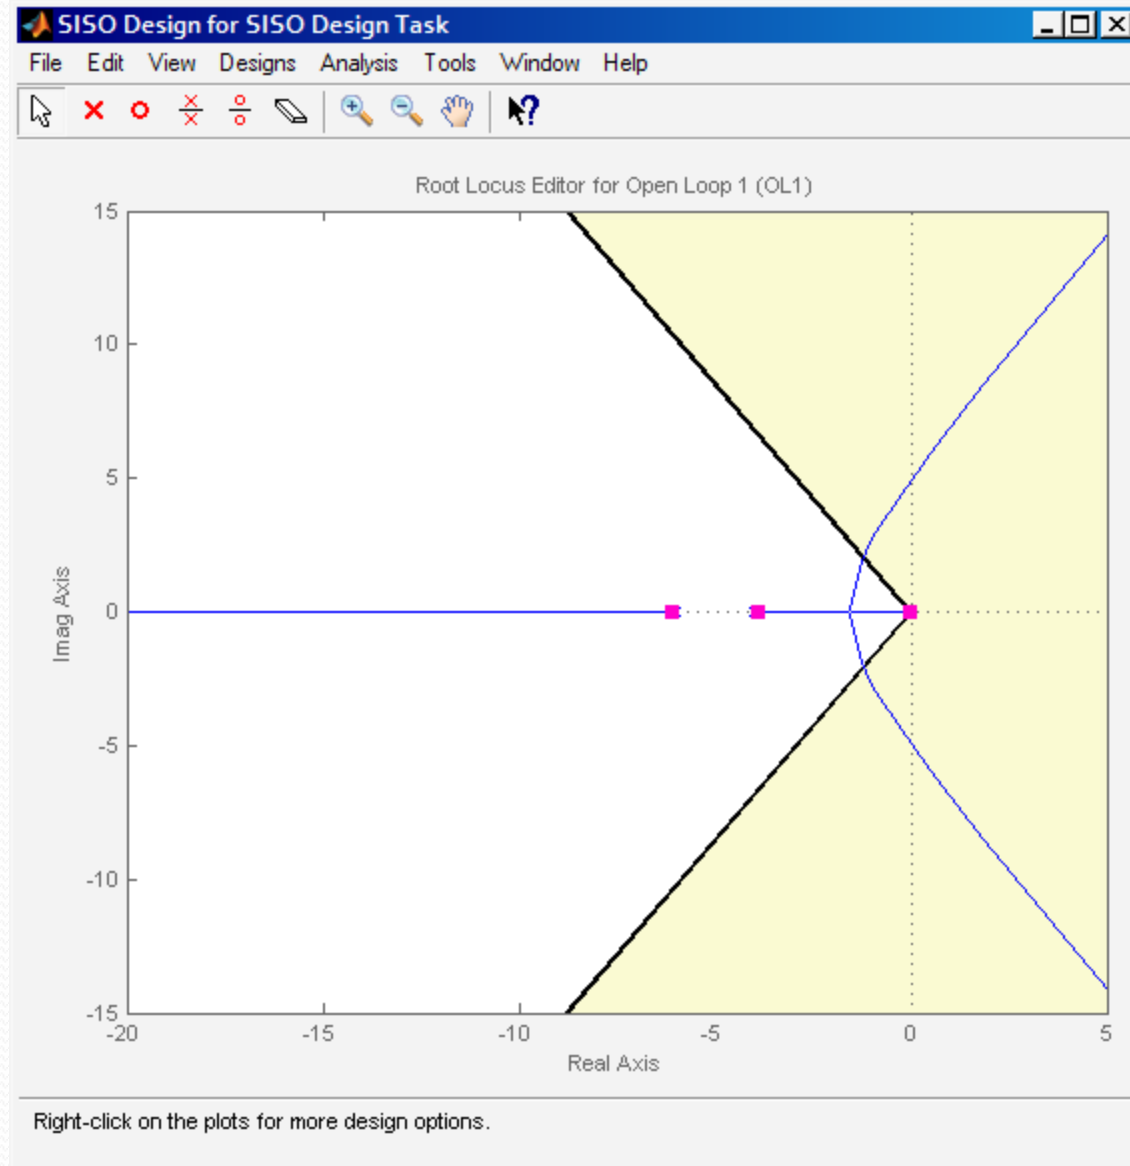 SISO Design for SISO Design Task
File Edit View Designs Analysis Tools Window Help
Root Locus Editor for Open Loop 1 (OL1)
15
10
5
0
-5
-10
-15
Imag Axis
-20 -15 -10 -5 0 5
Real Axis
Right-click on the plots for more design options.